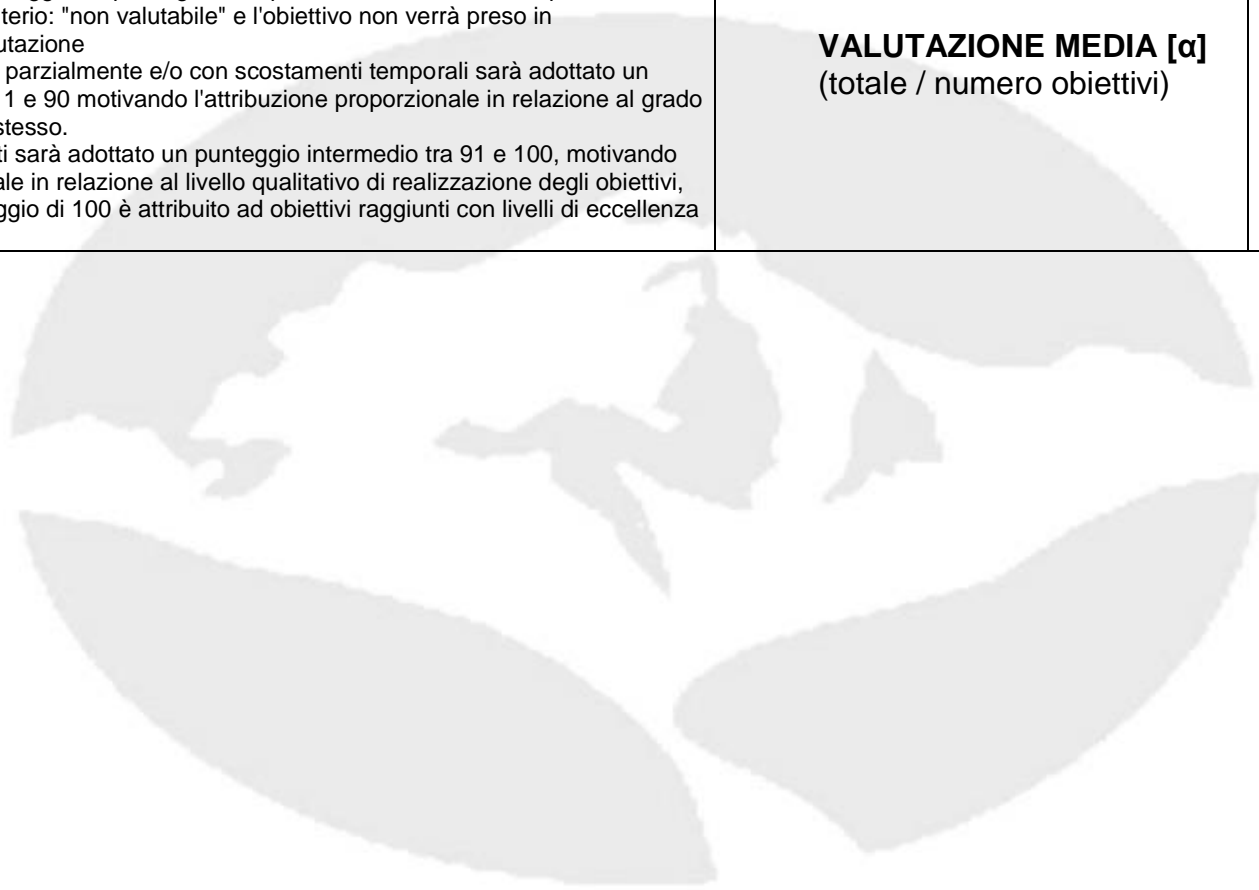 terio: "non valutabile" e l'obiettivo non verrà preso in
utazione
parzialmente e/o con scostamenti temporali sarà adottato un
1 e 90 motivando l'attribuzione proporzionale in relazione al grado
stesso.
ti sarà adottato un punteggio intermedio tra 91 e 100, motivando
ale in relazione al livello qualitativo di realizzazione degli obiettivi,
ggio di 100 è attribuito ad obiettivi raggiunti con livelli di eccellenza
VALUTAZIONE MEDIA [α]
(totale / numero obiettivi)